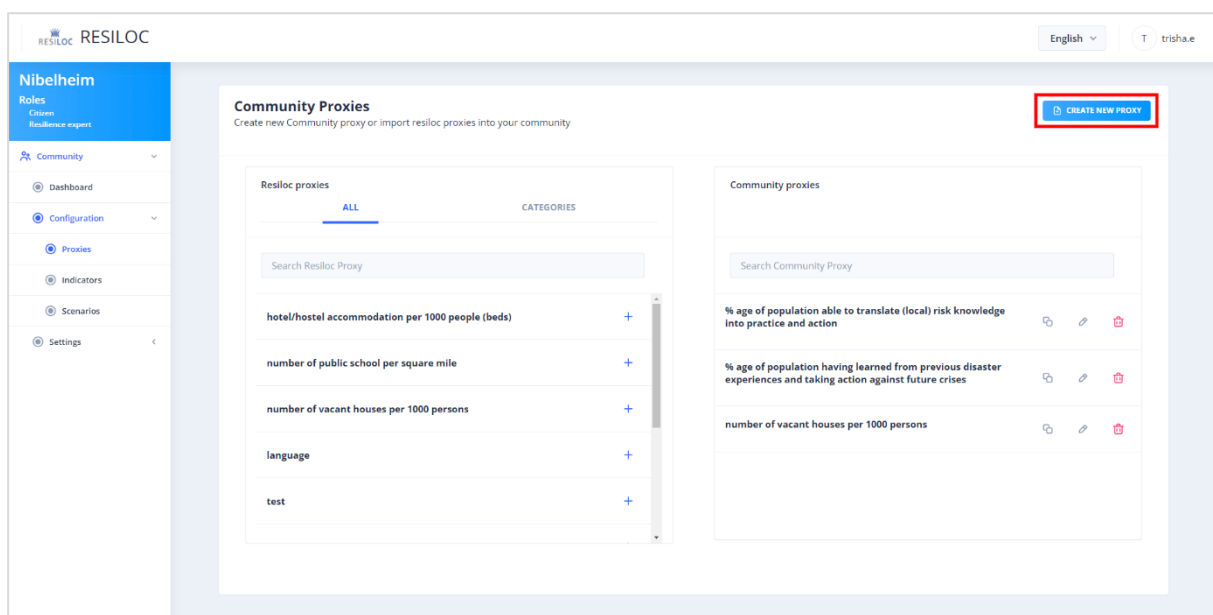 RESILOC RESILOC
English
T trisha.e
Nibelheim
Roles
Citizen
Resilience expert
Community
Dashboard
Configuration
Proxies
Indicators
Scenarios
Settings
Community Proxies
Create new Community proxy or import resiloc proxies into your community
CREATE NEW PROXY
Resiloc proxies
ALL CATEGORIES
Search Resiloc Proxy
hotel/hostel accommodation per 1000 people (beds)
number of public school per square mile
number of vacant houses per 1000 persons
language
test
Community proxies
Search Community Proxy
% age of population able to translate (local) risk knowledge
into practice and action
% age of population having learned from previous disaster
experiences and taking action against future crises
number of vacant houses per 1000 persons